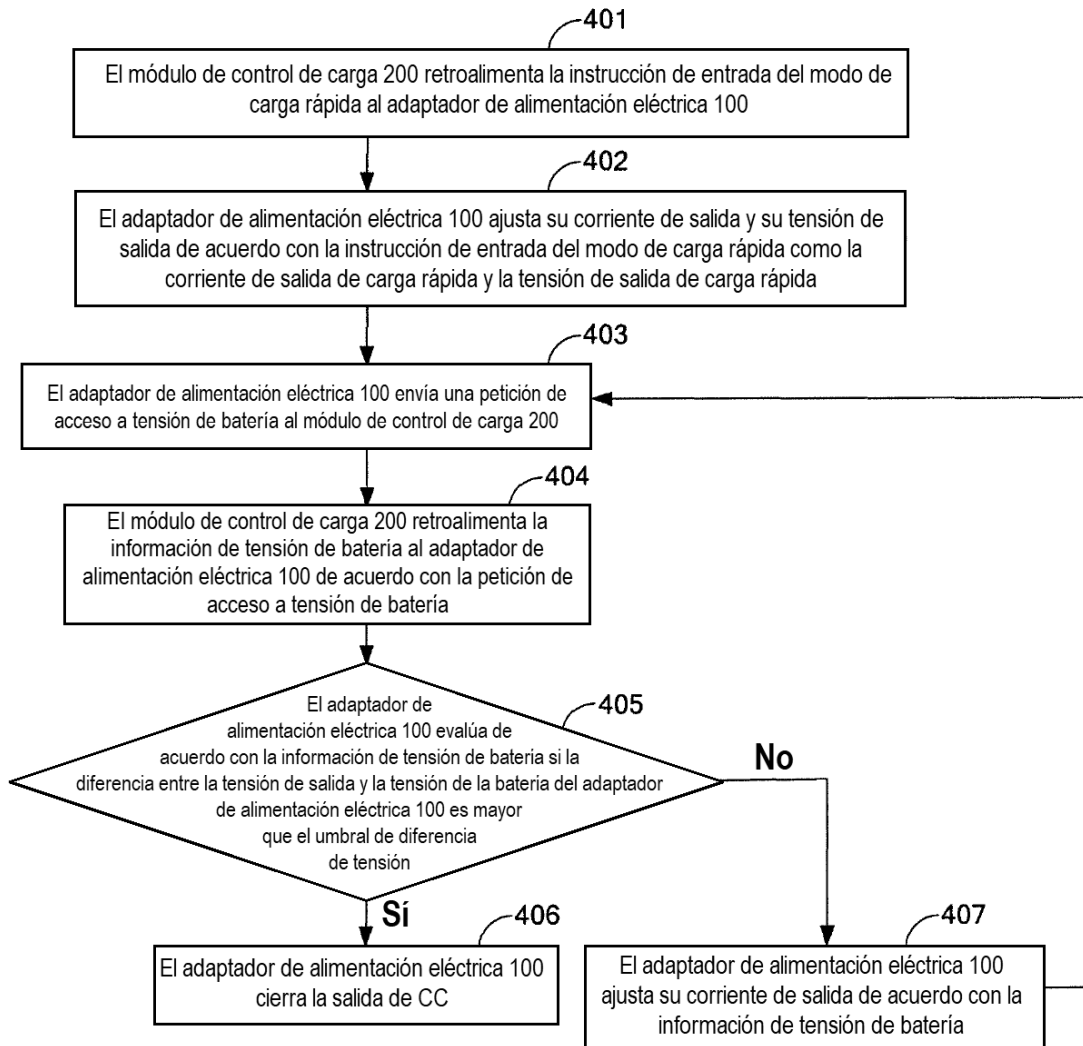 401
El módulo de control de carga 200 retroalimenta la instrucción de entrada del modo de
carga rápida al adaptador de alimentación eléctrica 100
402
El adaptador de alimentación eléctrica 100 ajusta su corriente de salida y su tensión de
salida de acuerdo con la instrucción de entrada del modo de carga rápida como la
corriente de salida de carga rápida y la tensión de salida de carga rápida
403
El adaptador de alimentación eléctrica 100 envía una petición de
acceso a tensión de batería al módulo de control de carga 200
404
El módulo de control de carga 200 retroalimenta la
información de tensión de batería al adaptador de
alimentación eléctrica 100 de acuerdo con la petición de
acceso a tensión de batería
405
El adaptador de
alimentación eléctrica 100 evalúa de
acuerdo con la información de tensión de batería si la
diferencia entre la tensión de salida y la tensión de la batería del adaptador
de alimentación eléctrica 100 es mayor
que el umbral de diferencia
de tensión
No
Sí
406
El adaptador de alimentación eléctrica 100
cierra la salida de CC
407
El adaptador de alimentación eléctrica 100
ajusta su corriente de salida de acuerdo con la
información de tensión de batería